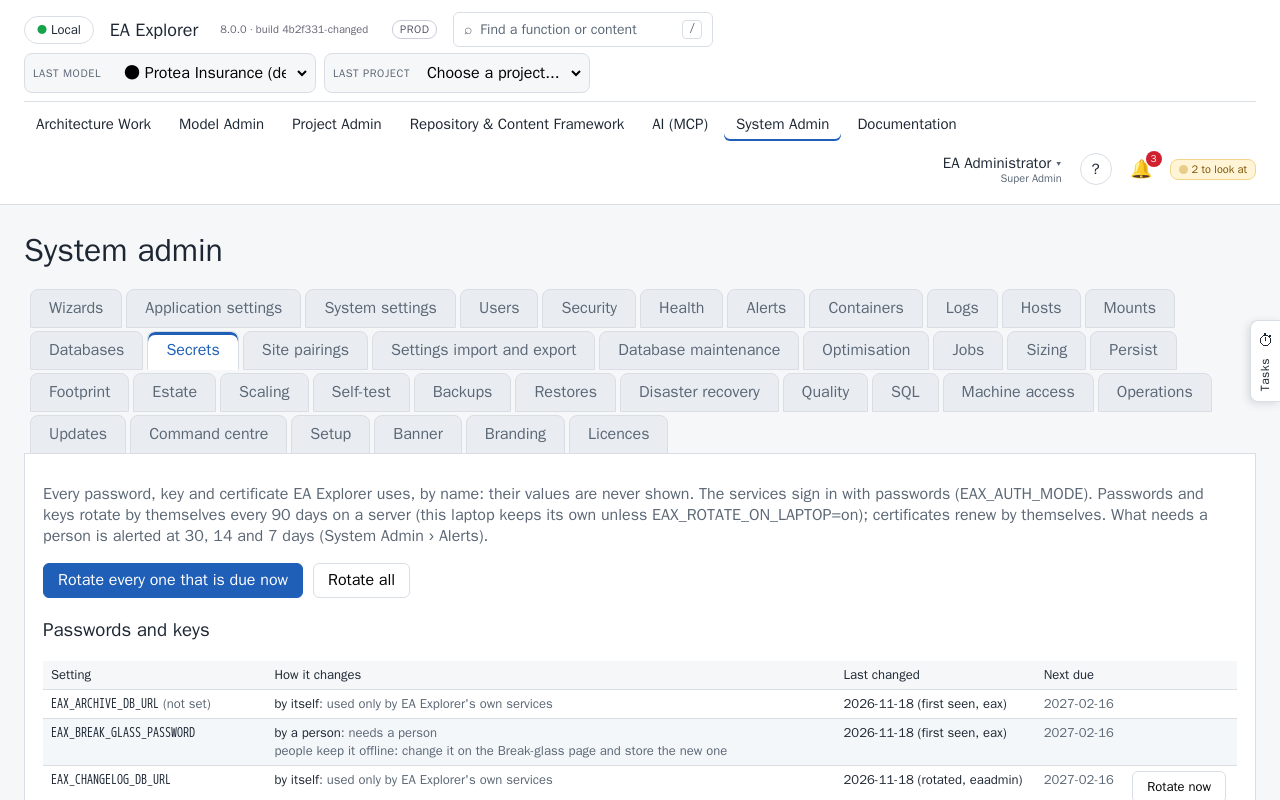 Local
EA Explorer
8.0.0 · build 4b2f331-changed
PROD
Find a function or content
/
LAST MODEL
Protea Insurance (de
LAST PROJECT
Choose a project...
Architecture Work
Model Admin
Project Admin
Repository & Content Framework
AI (MCP)
System Admin
Documentation
EA Administrator
Super Admin
?
3
2 to look at
System admin
Wizards
Application settings
System settings
Users
Security
Health
Alerts
Containers
Logs
Hosts
Mounts
Databases
Secrets
Site pairings
Settings import and export
Database maintenance
Optimisation
Jobs
Sizing
Persist
Footprint
Estate
Scaling
Self-test
Backups
Restores
Disaster recovery
Quality
SQL
Machine access
Operations
Updates
Command centre
Setup
Banner
Branding
Licences
Tasks
Every password, key and certificate EA Explorer uses, by name: their values are never shown. The services sign in with passwords (EAX_AUTH_MODE). Passwords and
keys rotate by themselves every 90 days on a server (this laptop keeps its own unless EAX_ROTATE_ON_LAPTOP=on); certificates renew by themselves. What needs a
person is alerted at 30, 14 and 7 days (System Admin › Alerts).
Rotate every one that is due now
Rotate all
Passwords and keys
Setting
How it changes
Last changed
Next due
EAX_ARCHIVE_DB_URL (not set)
by itself: used only by EA Explorer's own services
2026-11-18 (first seen, eax)
2027-02-16
EAX_BREAK_GLASS_PASSWORD
by a person: needs a person
people keep it offline: change it on the Break-glass page and store the new one
2026-11-18 (first seen, eax)
2027-02-16
EAX_CHANGELOG_DB_URL
by itself: used only by EA Explorer's own services
2026-11-18 (rotated, eaadmin)
2027-02-16
Rotate now